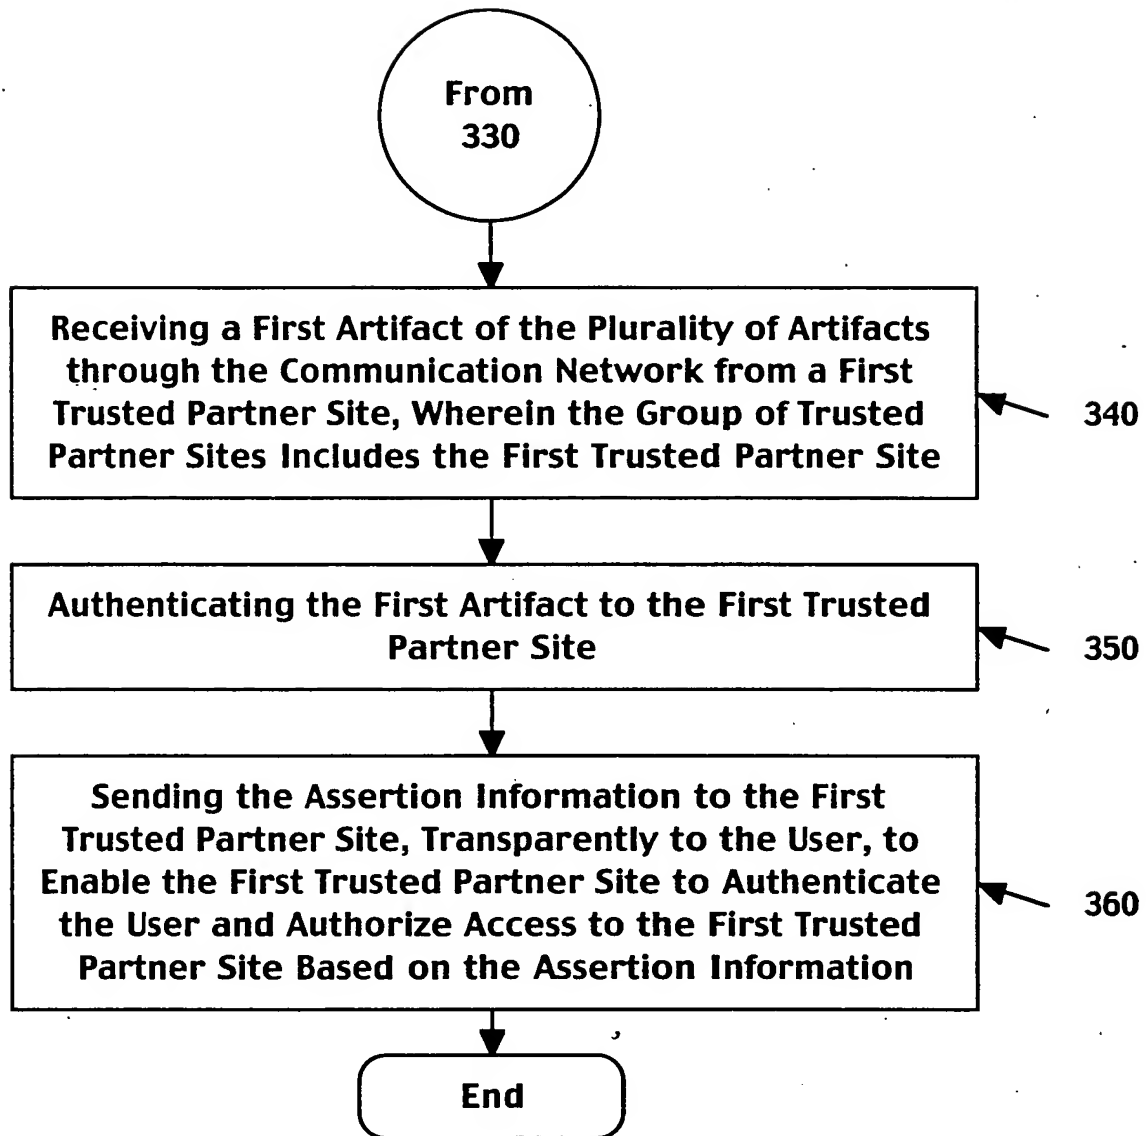 From
330
Receiving a First Artifact of the Plurality of Artifacts
through the Communication Network from a First
Trusted Partner Site, Wherein the Group of Trusted
Partner Sites Includes the First Trusted Partner Site
340
Authenticating the First Artifact to the First Trusted
Partner Site
350
Sending the Assertion Information to the First
Trusted Partner Site, Transparently to the User, to
Enable the First Trusted Partner Site to Authenticate
the User and Authorize Access to the First Trusted
Partner Site Based on the Assertion Information
360
End